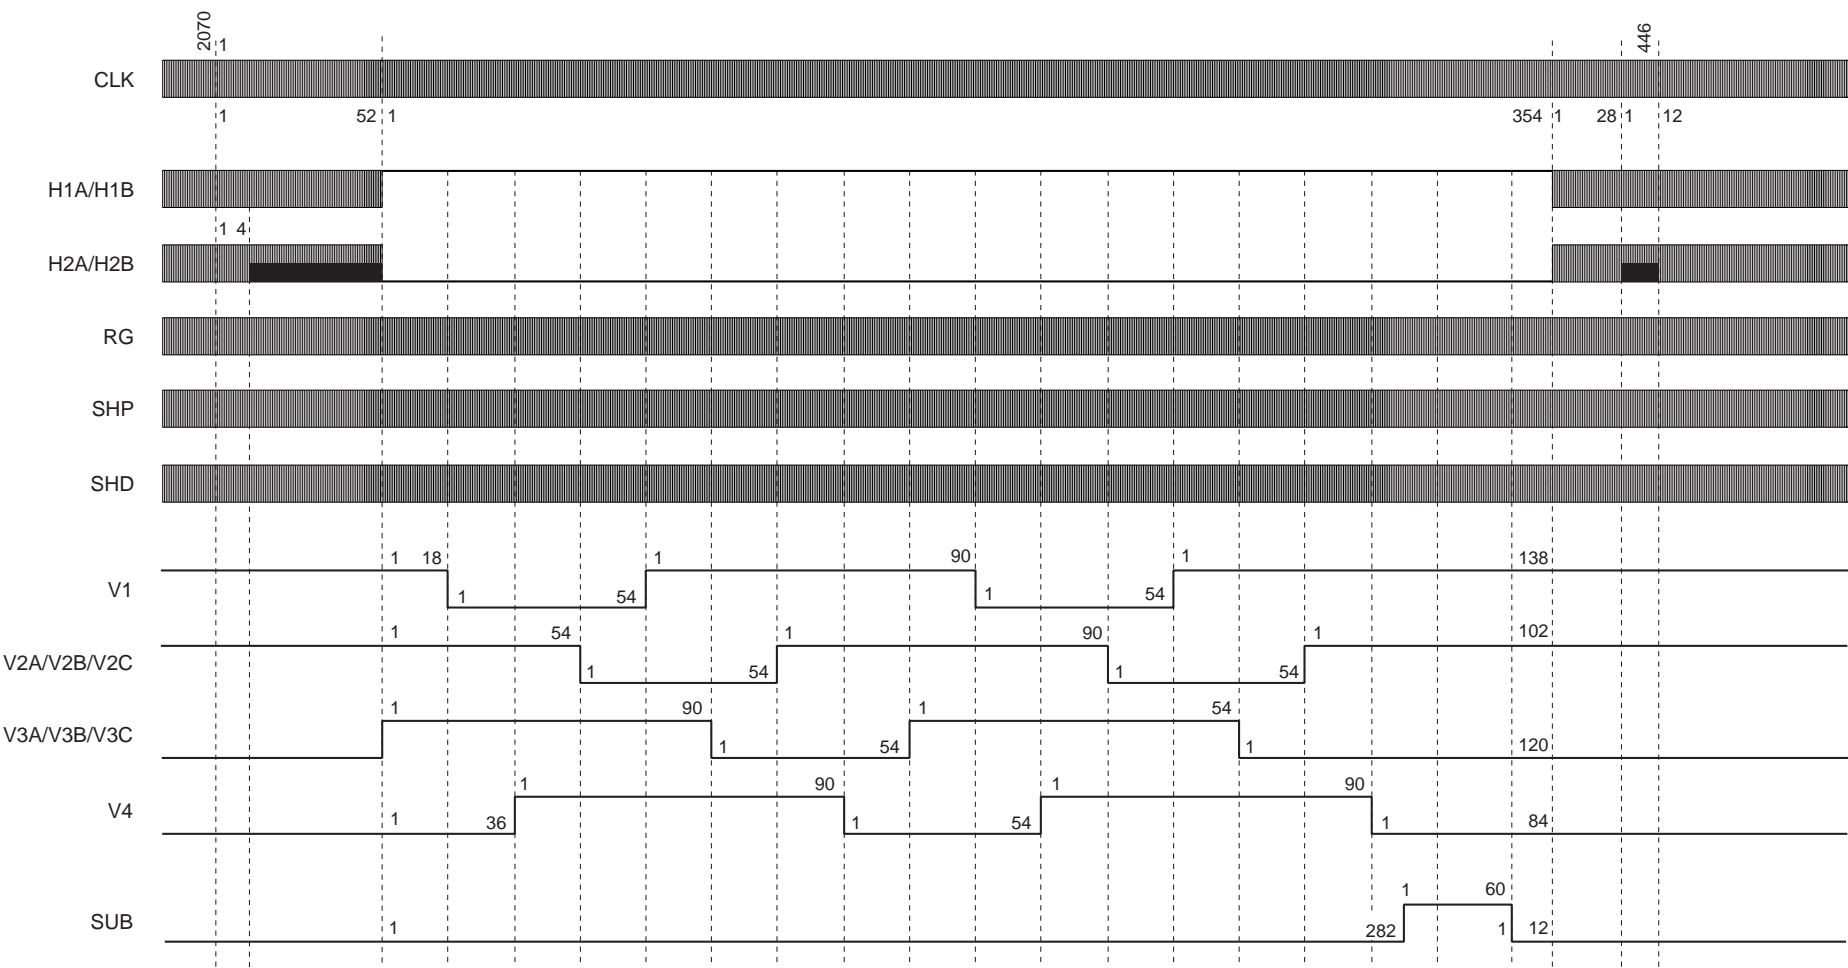 2070 1 446
CLK
1 52 1 354 1 28 1 12
H1A/H1B
1 4
H2A/H2B
RG
SHP
SHD
1 18 1 90 1 138
V1
1 54 1 54
1 54 1 90 1 102
V2A/V2B/V2C
1 54 1 54
1 90 1 54
V3A/V3B/V3C
1 54 1 120
1 90 1 90
V4
1 36 1 54 1 84
1 60
SUB
1 282 1 12